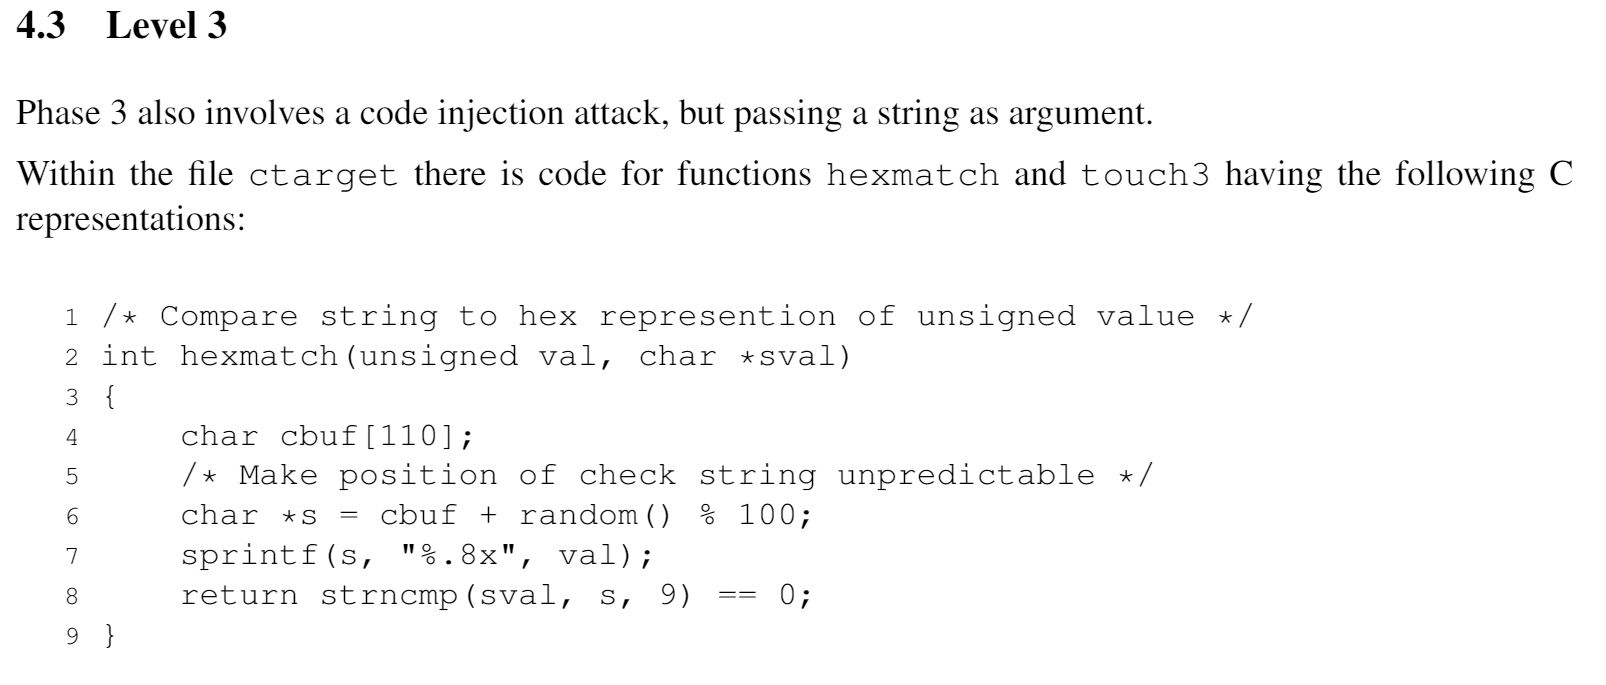 4.3 Level 3
Phase 3 also involves a code injection attack, but passing a string as argument.
Within the file ctarget there is code for functions hexmatch and touch3 having the following C
representations:
1 /* Compare string to hex represention of unsigned value */
2 int hexmatch(unsigned val, char *sval)
3 {
4     char cbuf[110];
5     /* Make position of check string unpredictable */
6     char *s = cbuf + random() % 100;
7     sprintf(s, "%.8x", val);
8     return strncmp(sval, s, 9) == 0;
9 }